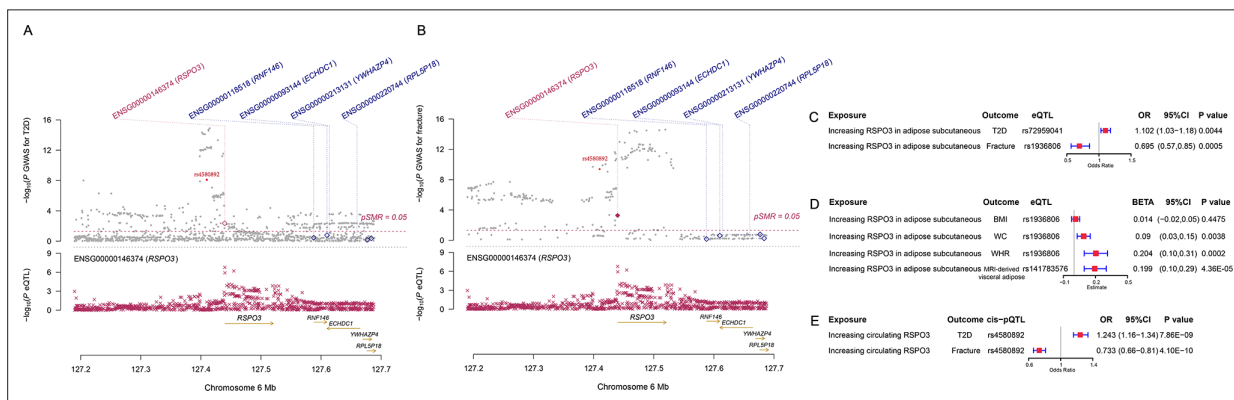 A
ENSG00000146374 (RSPO3)
ENSG00000118518 (RNF146)
ENSG00000093144 (ECHDC1)
ENSG00000213131 (YWHAZP4)
ENSG00000220744 (RPL5P18)
−log10(P GWAS for T2D)
16
12
8
4
0
rs4580892
pSMR = 0.05
ENSG00000146374 (RSPO3)
−log10(P eQTL)
9
6
3
0
RSPO3
RNF146
ECHDC1
YWHAZP4
RPL5P18
127.2 127.3 127.4 127.5 127.6 127.7
Chromosome 6 Mb
B
ENSG00000146374 (RSPO3)
ENSG00000118518 (RNF146)
ENSG00000093144 (ECHDC1)
ENSG00000213131 (YWHAZP4)
ENSG00000220744 (RPL5P18)
−log10(P GWAS for fracture)
16
12
8
4
0
rs4580892
pSMR = 0.05
ENSG00000146374 (RSPO3)
−log10(P eQTL)
9
6
3
0
RSPO3
RNF146
ECHDC1
YWHAZP4
RPL5P18
127.2 127.3 127.4 127.5 127.6 127.7
Chromosome 6 Mb
C
Exposure Outcome eQTL OR 95%CI P value
Increasing RSPO3 in adipose subcutaneous T2D rs72959041 1.102 (1.03−1.18) 0.0044
Increasing RSPO3 in adipose subcutaneous Fracture rs1936806 0.695 (0.57,0.85) 0.0005
0.5 1 1.5
Odds Ratio
D
Exposure Outcome eQTL BETA 95%CI P value
Increasing RSPO3 in adipose subcutaneous BMI rs1936806 0.014 (−0.02,0.05) 0.4475
Increasing RSPO3 in adipose subcutaneous WC rs1936806 0.09 (0.03,0.15) 0.0038
Increasing RSPO3 in adipose subcutaneous WHR rs1936806 0.204 (0.10,0.31) 0.0002
Increasing RSPO3 in adipose subcutaneous MRI-derived visceral adipose rs141783576 0.199 (0.10,0.29) 4.36E-05
−0.1 0.1 0.5
Estimate
E
Exposure Outcome cis−pQTL OR 95%CI P value
Increasing circulating RSPO3 T2D rs4580892 1.243 (1.16−1.34) 7.86E−09
Increasing circulating RSPO3 Fracture rs4580892 0.733 (0.66−0.81) 4.10E−10
0.6 1 1.4
Odds Ratio